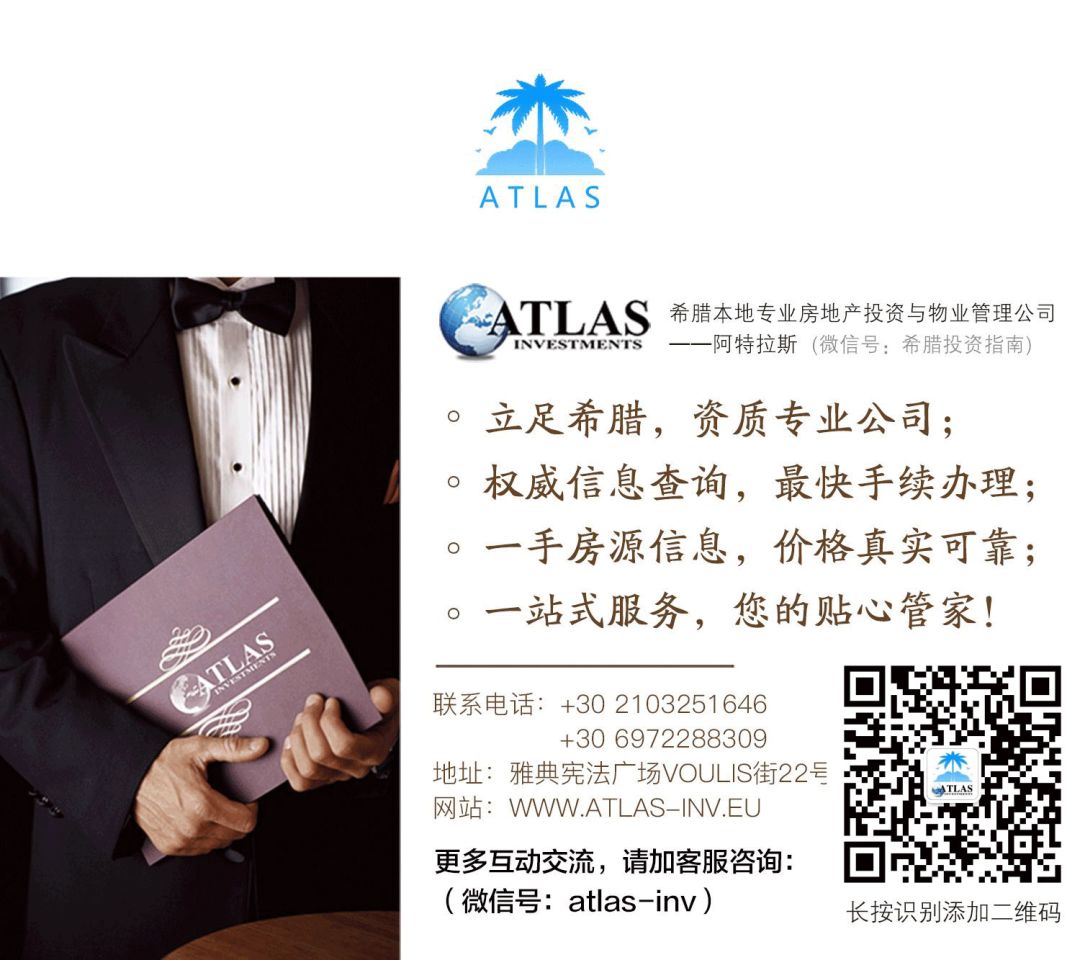 ATLAS
ATLAS
INVESTMENTS
希腊本地专业房地产投资与物业管理公司
——阿特拉斯（微信号：希腊投资指南）
立足希腊，资质专业公司；
权威信息查询，最快手续办理；
一手房源信息，价格真实可靠；
一站式服务，您的贴心管家！
ATLAS
INVESTMENTS
联系电话：+30 2103251646
+30 6972288309
地址：雅典宪法广场VOULIS街22号
网站：WWW.ATLAS-INV.EU
更多互动交流，请加客服咨询：
（微信号：atlas-inv）
ATLAS
INVESTMENTS
长按识别添加二维码